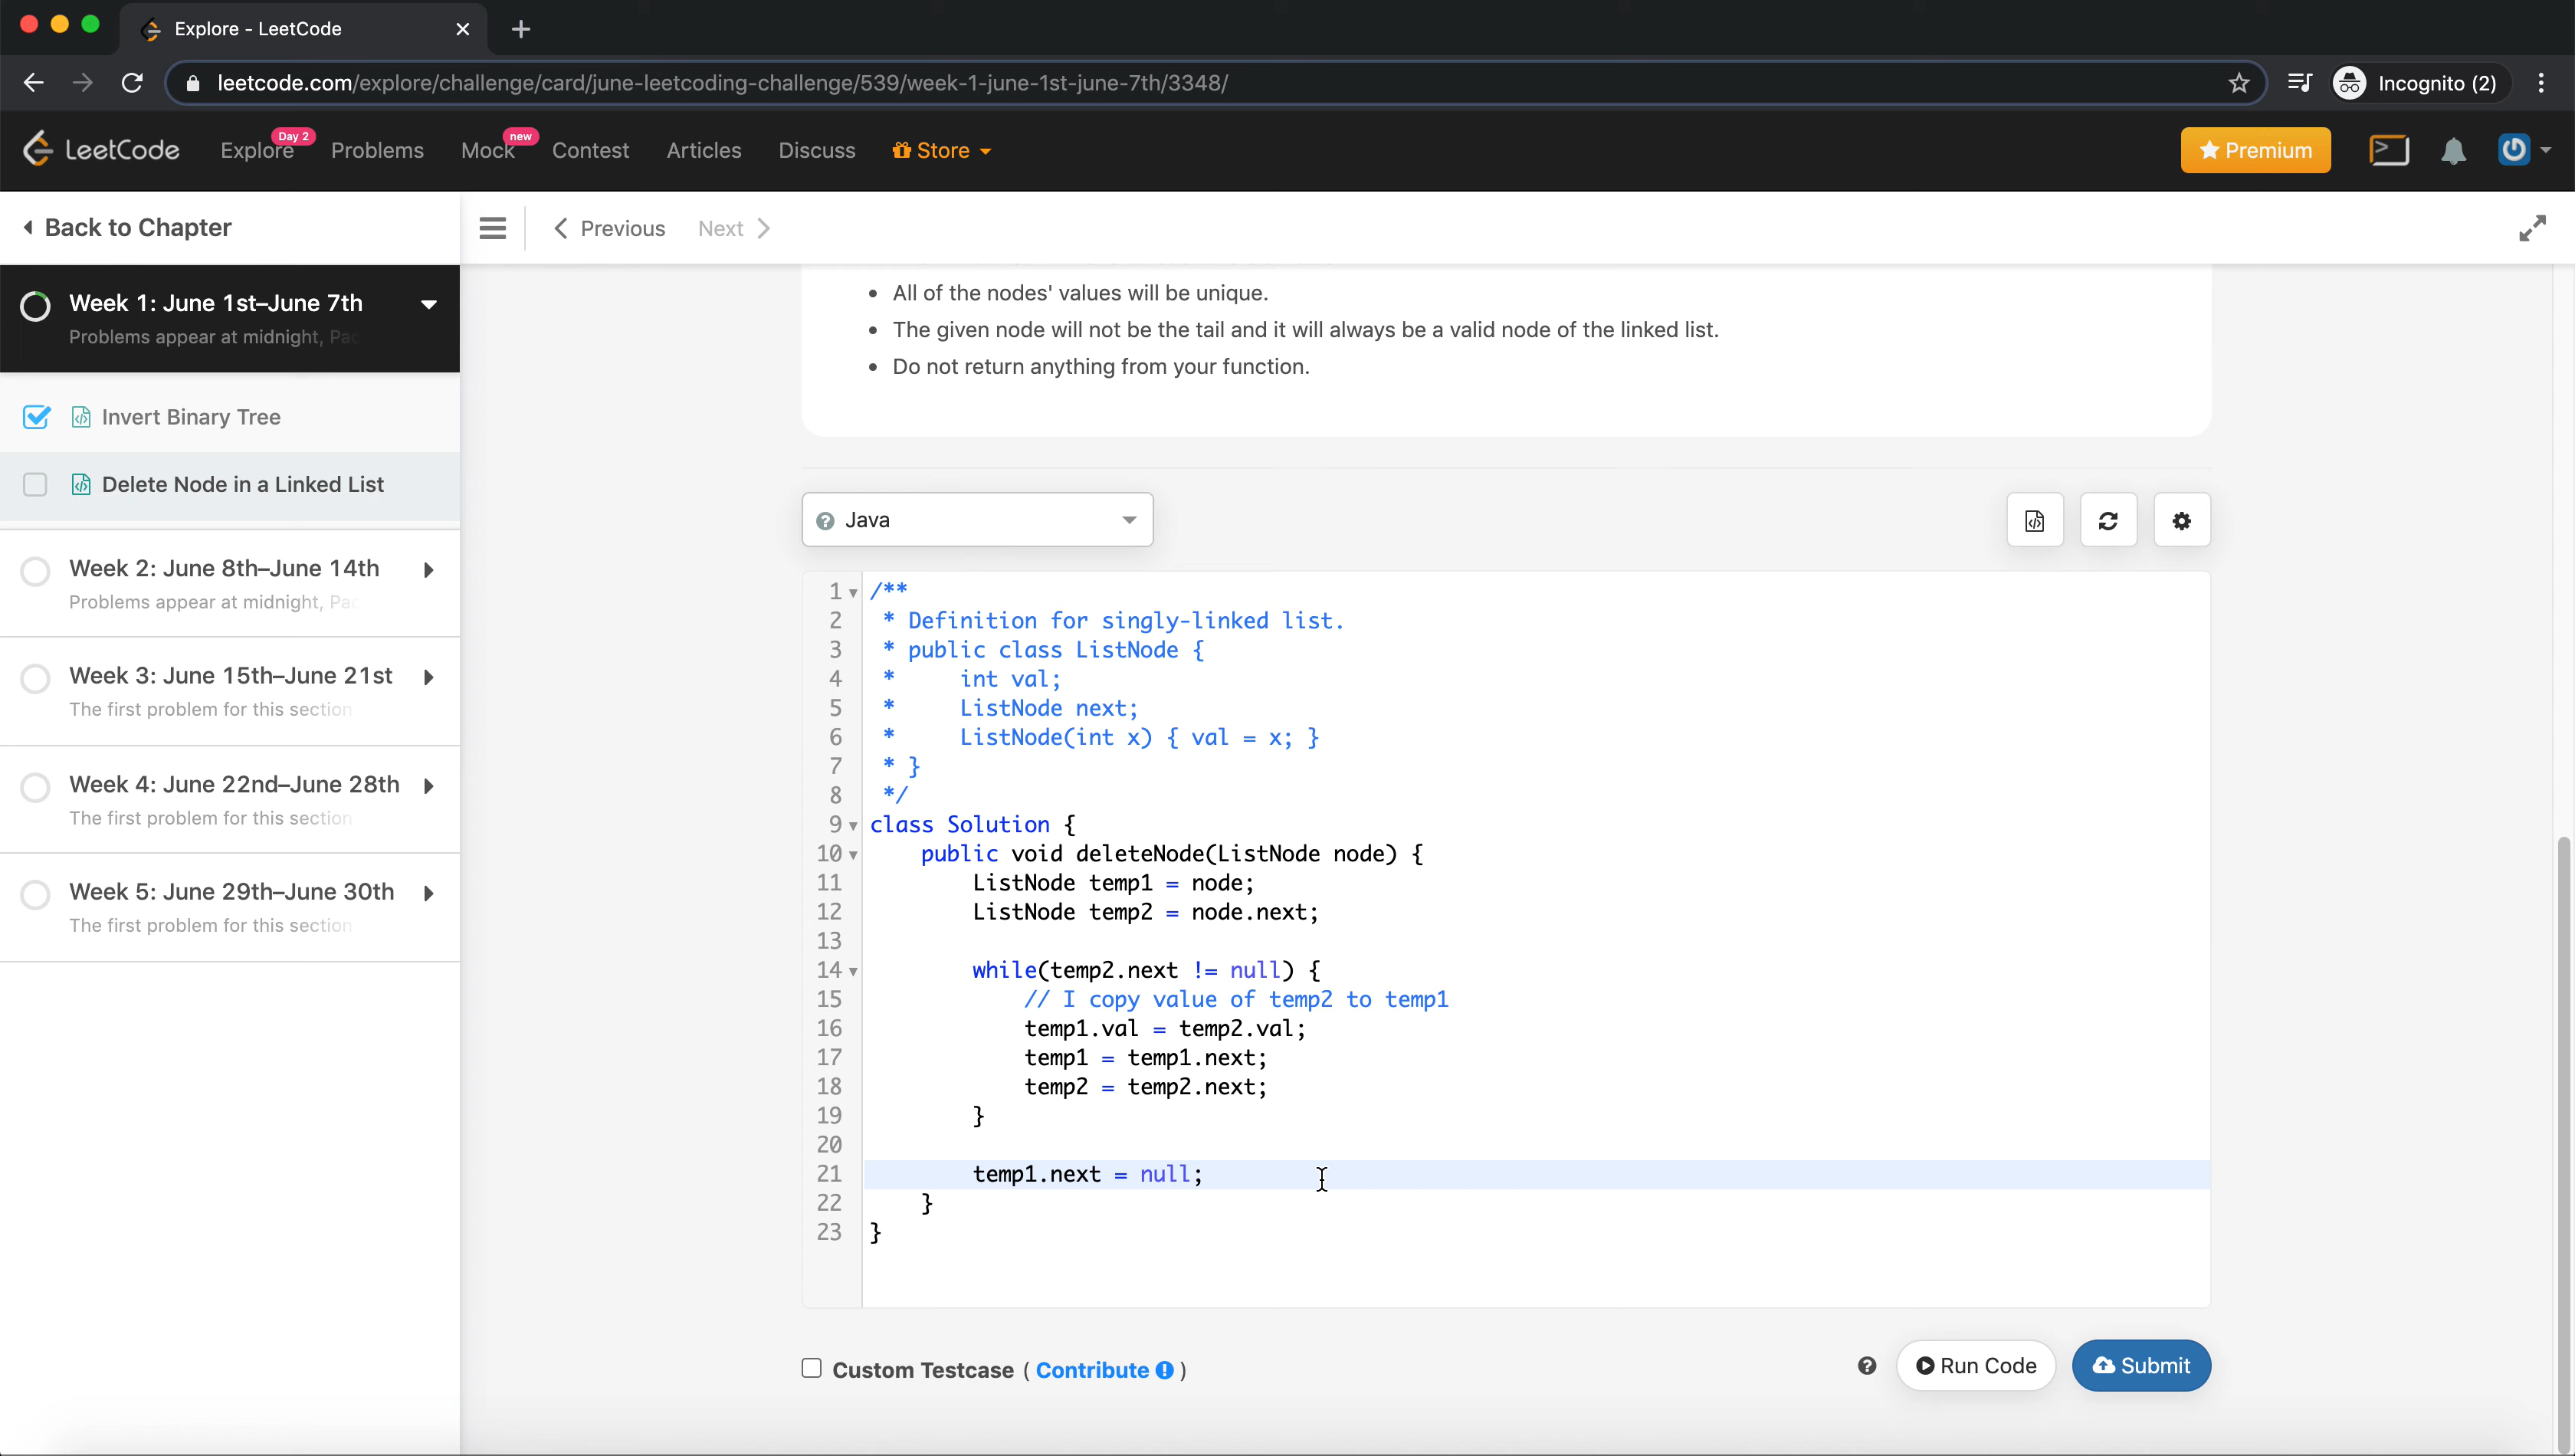 Explore - LeetCode
leetcode.com/explore/challenge/card/june-leetcoding-challenge/539/week-1-june-1st-june-7th/3348/
Incognito (2)
LeetCode
Explore
Day 2
Problems
Mock
new
Contest
Articles
Discuss
Store
Premium
Back to Chapter
Previous
Next
Week 1: June 1st–June 7th
Problems appear at midnight, Pac
Invert Binary Tree
Delete Node in a Linked List
Week 2: June 8th–June 14th
Problems appear at midnight, Pac
Week 3: June 15th–June 21st
The first problem for this section
Week 4: June 22nd–June 28th
The first problem for this section
Week 5: June 29th–June 30th
The first problem for this section
• All of the nodes' values will be unique.
• The given node will not be the tail and it will always be a valid node of the linked list.
• Do not return anything from your function.
Java
1 /**
2  * Definition for singly-linked list.
3  * public class ListNode {
4  *     int val;
5  *     ListNode next;
6  *     ListNode(int x) { val = x; }
7  * }
8  */
9 class Solution {
10     public void deleteNode(ListNode node) {
11         ListNode temp1 = node;
12         ListNode temp2 = node.next;
13
14         while(temp2.next != null) {
15             // I copy value of temp2 to temp1
16             temp1.val = temp2.val;
17             temp1 = temp1.next;
18             temp2 = temp2.next;
19         }
20
21         temp1.next = null;
22     }
23 }
Custom Testcase ( Contribute )
Run Code
Submit